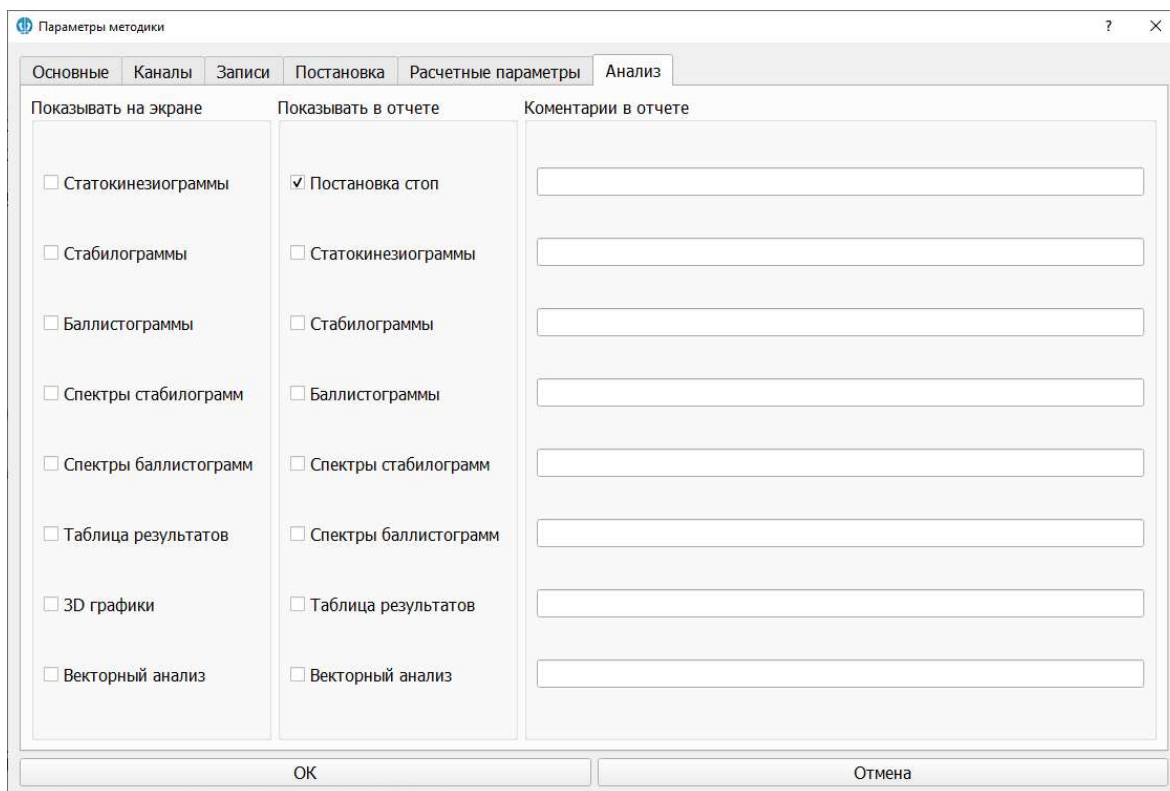 Параметры методики
?
Основные Каналы Записи Постановка Расчетные параметры Анализ
Показывать на экране Показывать в отчете Коментарии в отчете
Статокинезиограммы Постановка стоп
Стабилограммы Статокинезиограммы
Баллистограммы Стабилограммы
Спектры стабилограмм Баллистограммы
Спектры баллистограмм Спектры стабилограмм
Таблица результатов Спектры баллистограмм
3D графики Таблица результатов
Векторный анализ Векторный анализ
OK Отмена